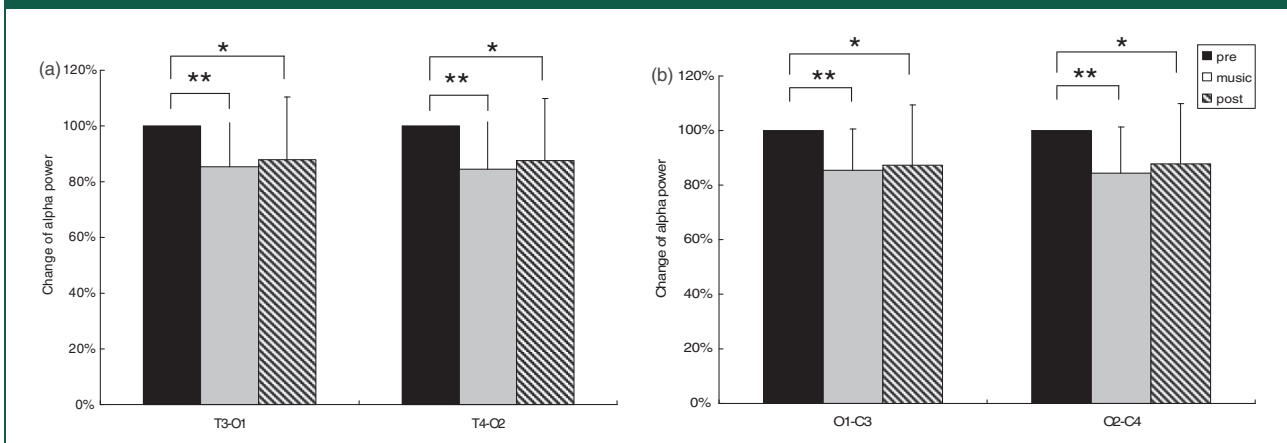 (a)
120%
100%
80%
60%
40%
20%
0%
Change of alpha power
**
*
**
*
T3-O1
T4-O2
(b)
120%
100%
80%
60%
40%
20%
0%
Change of alpha power
**
*
**
*
O1-C3
O2-C4
pre
music
post